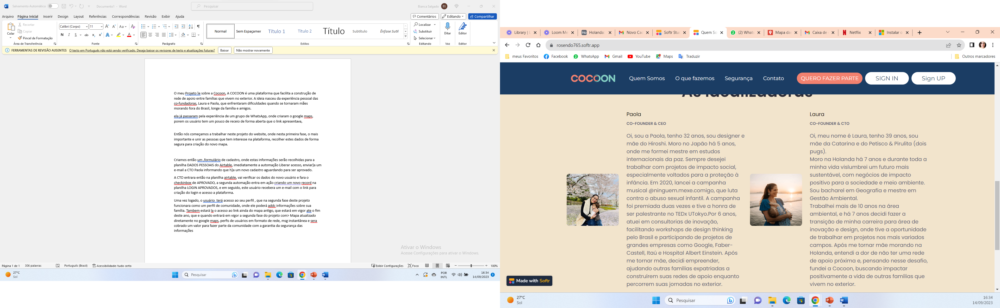 Salvamento Automático
Documento1 - Word
Pesquisar
Bianca Salgado
BS
Arquivo
Página Inicial
Inserir
Design
Layout
Referências
Correspondências
Revisão
Exibir
Ajuda
Comentários
Editando
Compartilhar
Colar
Recortar
Copiar
Pincel de Formatação
Área de Transferência
Calibri (Corpo)
11
Fonte
Parágrafo
Normal
Sem Espaçamer
Título 1
Título 2
Título
Subtítulo
Ênfase Sutil
Estilos
Localizar
Substituir
Selecionar
Editando
Ditar
Voz
Editor
Editor
FERRAMENTAS DE REVISÃO AUSENTES O texto em Português não está sendo verificado. Deseja baixar os revisores de texto e atualizações futuras? Baixar Não mostrar novamente
O meu Projeto ]e sobre a Cocoon, A COCOON é uma plataforma que facilita a construção de
rede de apoio entre famílias que vivem no exterior. A ideia nasceu da experiência pessoal das
co-fundadoras, Laura e Paola, que enfrentaram dificuldades quando se tornaram mães
morando fora do Brasil, longe da família e amigos.
ela já passaram pela experiência de um grupo de WhatsApp, onde criaram o google maps,
porem os usuário tem um pouco de receio de forma aberta que o link apresentava,
Então nós começamos a trabalhar neste projeto do website, onde nesta primeira fase, o mais
importante e unir as pessoas que tem interesse na plataforma, recolher estes dados de forma
segura para criação do novo mapa.
Criamos então um ,formulário de cadastro, onde estas informações serão recolhidas para a
planilha DADOS PESSOAIS do Airtable, imediatamente a automação Liberar acesso, enviar]a um
e-mail a CTO Paola informando que h]a um novo cadastro aguardando para ser aprovado.
A CTO entrara então na planilha airtable, vai verificar os dados do novo usuário e fara o
checkinbox de APROVADO, a segunda automação entra em ação criando um novo record na
planilha LOGIN APROVADOS, e em seguido, este usuário recebera um e-mail com o link para
criação do login e acesso a plataforma.
Uma vez logado, o usuário  terá acesso ao seu perfil , que na segunda fase deste projeto
funcionara como um perfil de comunidade, onde ele poderá addc informações sobre sua
família. Tambem estará la o acesso ao link ainda do mapa antigo, que estará em vigor ate o fim
deste ano, que e quando entrará em vigor a segunda fase do projeto com> Mapa atualizado
diretamente no google maps, perfis de usuários em formato de rede, msg instantânea e sera
cobrado um valor para fazer parte da comunidade com a garantia da segurança das
informações
Ativar o Windows
Acesse Configurações para ativar o Windows.
Página 1 de 1
306 palavras
Português (Brasil)
Acessibilidade: tudo certo
Exibir Configurações
Foco
100%
27°C
Sol
Pesquisar
POR
INTL
16:34
14/09/2023
3
Library | L
Loom Me
Holanda:
Novo Cac
Softr Stu
Quem So
(2) Whats
Mapa das
Caixa de
Netflix
Instalar o
rosendo765.softr.app
meus Favoritos
Facebook
WhatsApp
Gmail
YouTube
Maps
Traduzir
Outros marcadores
COCOON
Quem Somos
O que fazemos
Segurança
Contato
QUERO FAZER PARTE
SIGN IN
Sign UP
As Idealizadoras
Paola
CO-FOUNDER & CEO
Oi, sou a Paola, tenho 32 anos, sou designer e
mãe do Hiroshi. Moro no Japão há 5 anos,
onde me formei mestre em estudos
internacionais da paz. Sempre desejei
trabalhar com projetos de impacto social,
especialmente voltados para a proteção à
infância. Em 2020, lancei a campanha
musical @ninguem.mexe.comigo, que luta
contra o abuso sexual infantil. A campanha
foi premiada duas vezes e tive a honra de
ser palestrante no TEDx UTokyo.Por 6 anos,
atuei em consultorias de inovação,
facilitando workshops de design thinking
pelo Brasil e participando de projetos de
grandes empresas como Google, Faber-
Castell, Itaú e Hospital Albert Einstein. Após
me tornar mãe, decidi empreender,
ajudando outras famílias expatriadas a
construírem suas redes de apoio enquanto
percorrem suas jornadas no exterior.
Laura
CO-FOUNDER & CTO
Oi, meu nome é Laura, tenho 39 anos, sou
mãe da Catarina e do Petisco & Pirulita (dois
pugs).
Moro na Holanda há 7 anos e durante toda a
minha vida vislumbrei um futuro mais
sustentável, com negócios de impacto
positivo para a sociedade e meio ambiente.
Sou bacharel em Geografia e mestre em
Gestão Ambiental.
Trabalhei mais de 10 anos na área
ambiental, e há 7 anos decidi fazer a
transição de minha carreira para área de
inovação e design, onde tive a oportunidade
de trabalhar em projetos nos mais variados
campos. Após me tornar mãe morando na
Holanda, entendi a dor de não ter uma rede
de apoio próxima e, pensando nesse desafio,
fundei a Cocoon, buscando impactar
positivamente a vida de outras famílias que
vivem no exterior.
Made with Softr
27°C
Sol
Pesquisar
16:34
14/09/2023